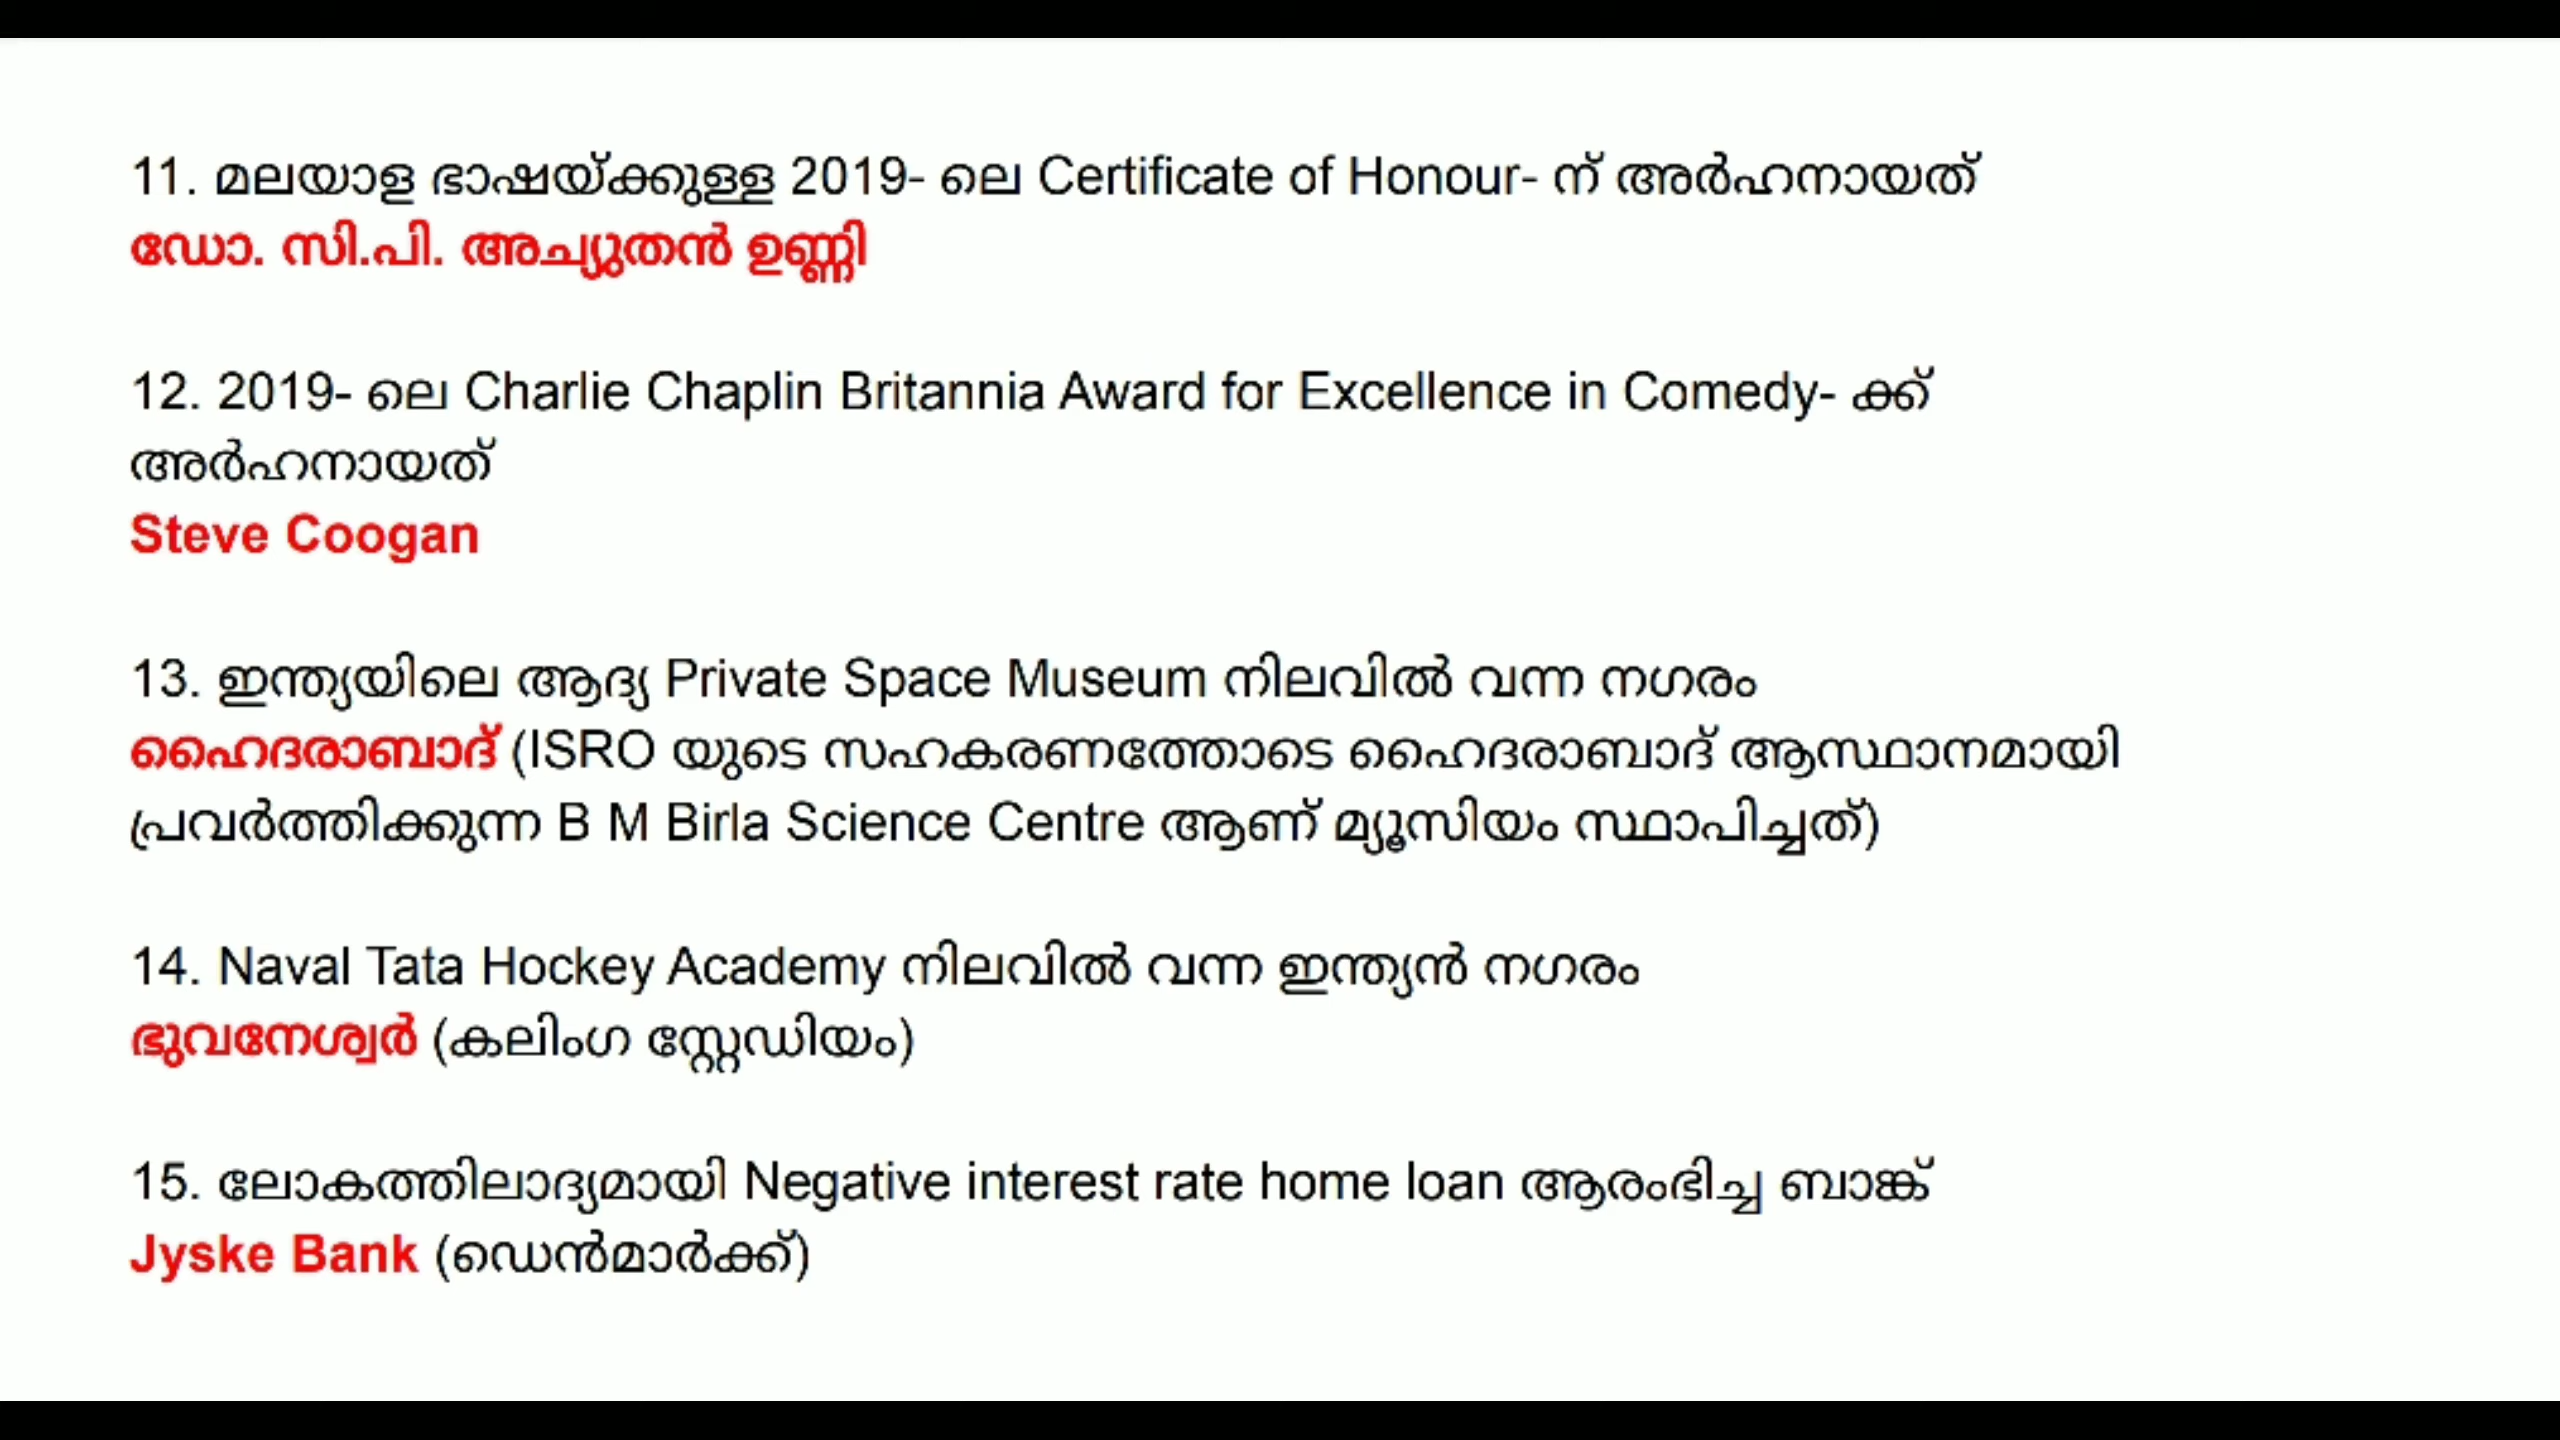 11. മലയാള ഭാഷയ്ക്കുള്ള 2019- ലെ Certificate of Honour- ന് അർഹനായത്
ഡോ. സി.പി. അച്യുതൻ ഉണ്ണി
12. 2019- ലെ Charlie Chaplin Britannia Award for Excellence in Comedy- ക്ക്
അർഹനായത്
Steve Coogan
13. ഇന്ത്യയിലെ ആദ്യ Private Space Museum നിലവിൽ വന്ന നഗരം
ഹൈദരാബാദ് (ISRO യുടെ സഹകരണത്തോടെ ഹൈദരാബാദ് ആസ്ഥാനമായി
പ്രവർത്തിക്കുന്ന B M Birla Science Centre ആണ് മ്യൂസിയം സ്ഥാപിച്ചത്)
14. Naval Tata Hockey Academy നിലവിൽ വന്ന ഇന്ത്യൻ നഗരം
ഭുവനേശ്വർ (കലിംഗ സ്റ്റേഡിയം)
15. ലോകത്തിലാദ്യമായി Negative interest rate home loan ആരംഭിച്ച ബാങ്ക്
Jyske Bank (ഡെൻമാർക്ക്)